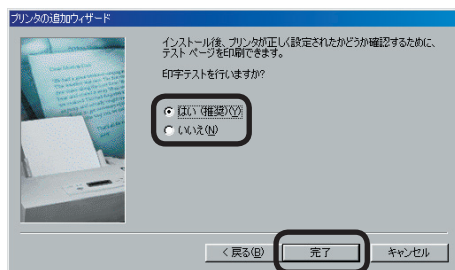 プリンタの追加ウィザード
インストール後、プリンタが正しく設定されたかどうか確認するために、
テスト ページを印刷できます。
印字テストを行いますか?
はい (推奨)(Y)
いいえ(N)
< 戻る(B)
完了
キャンセル